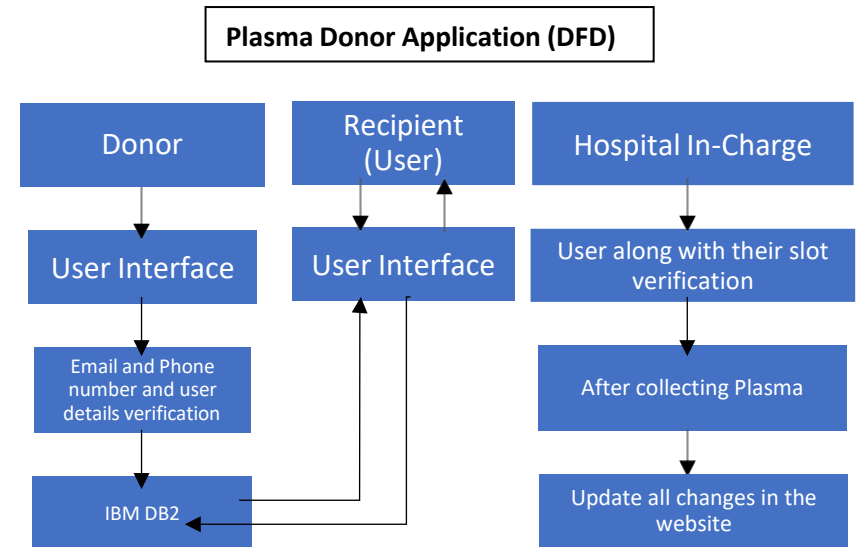 Plasma Donor Application (DFD)
Donor
Recipient
(User)
Hospital In-Charge
User Interface
User Interface
User along with their slot
verification
Email and Phone
number and user
details verification
After collecting Plasma
IBM DB2
Update all changes in the
website